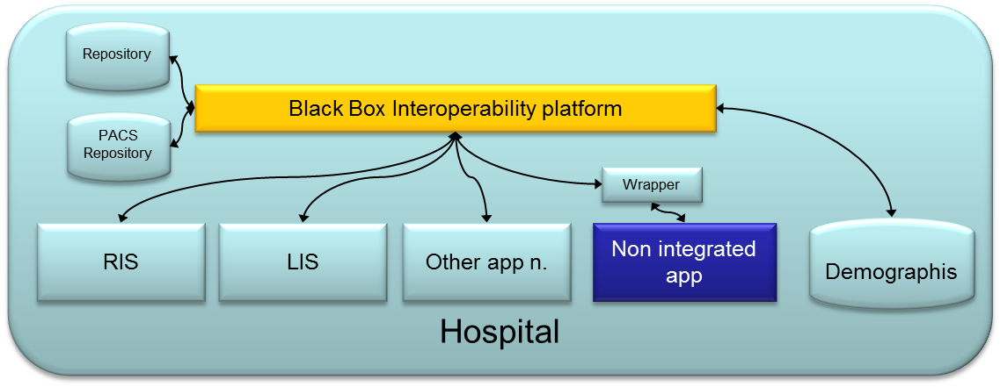 Repository
Black Box Interoperability platform
PACS
Repository
Wrapper
RIS
LIS
Other app n.
Non integrated
app
Demographis
Hospital